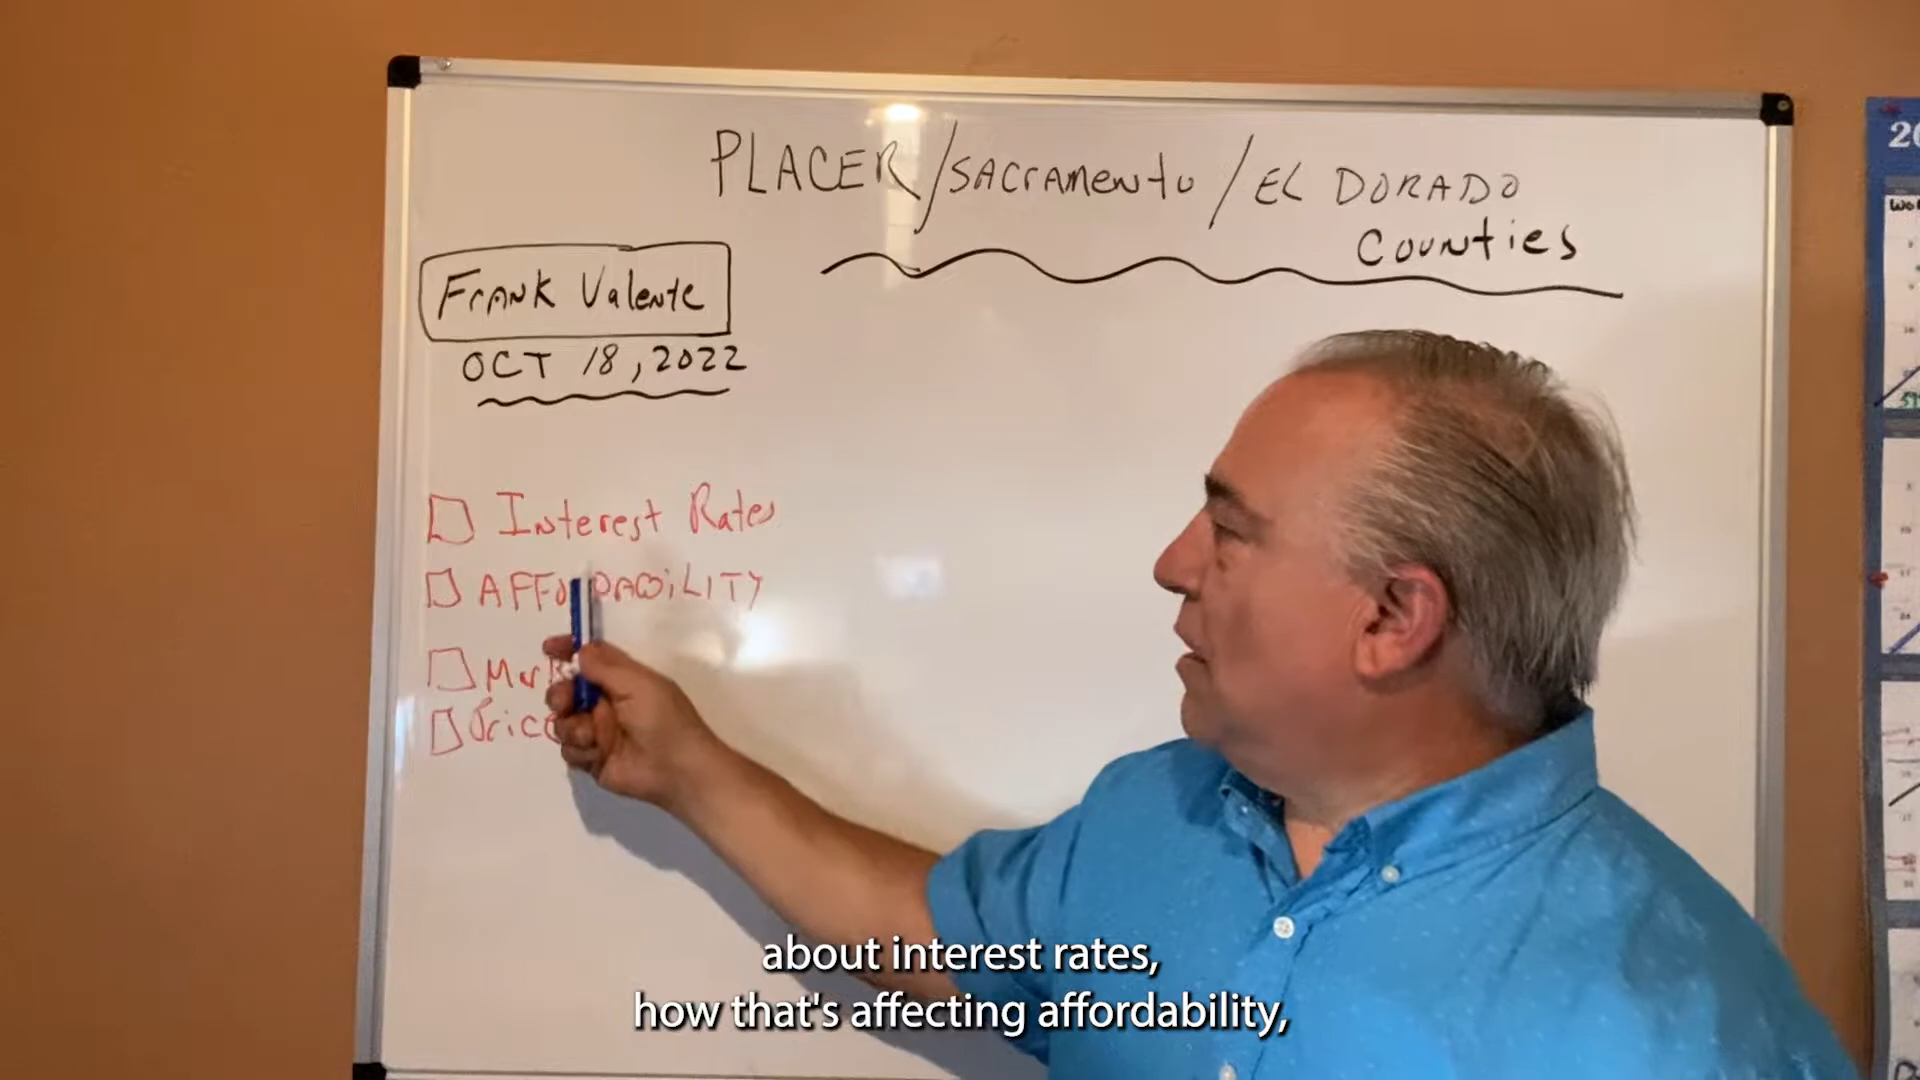 PLACER/SACramento/EL DORADO
Counties
Frank Valente
OCT 18, 2022
Interest Rates
AFFORDABILITY
about interest rates,
how that's affecting affordability,